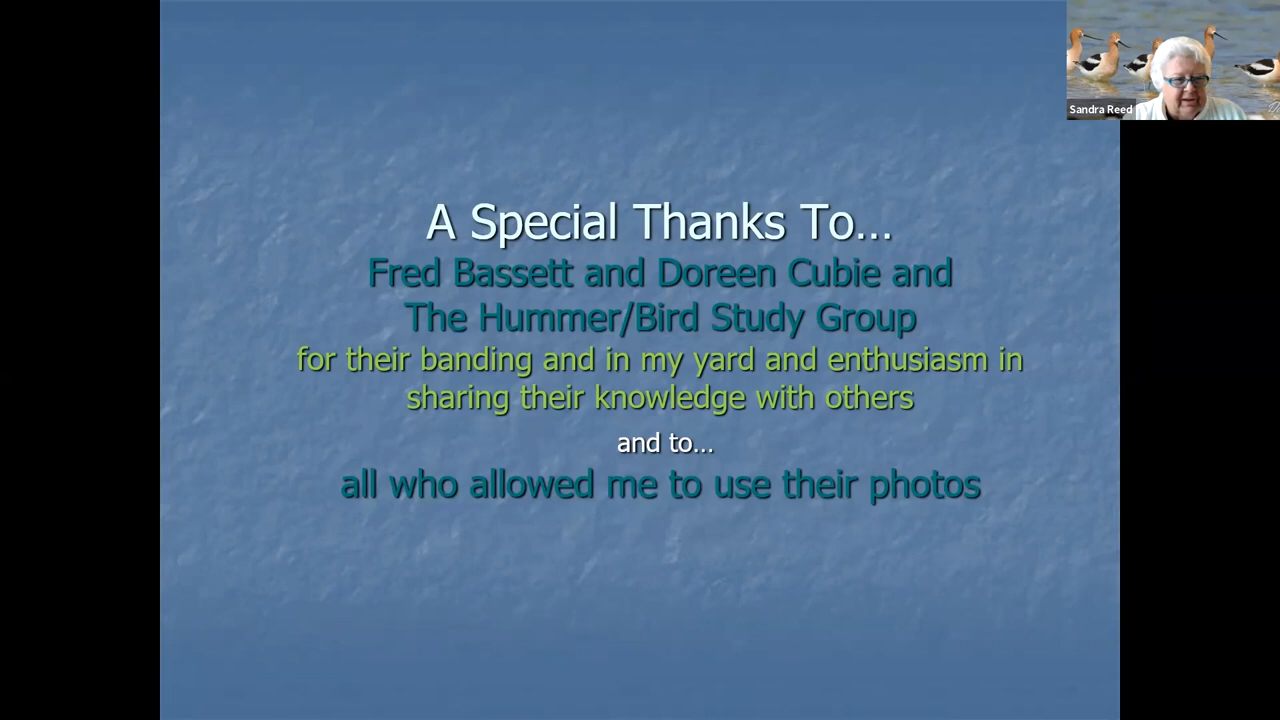 Sandra Reed
A Special Thanks To...
Fred Bassett and Doreen Cubie and
The Hummer/Bird Study Group
for their banding and in my yard and enthusiasm in
sharing their knowledge with others
and to...
all who allowed me to use their photos